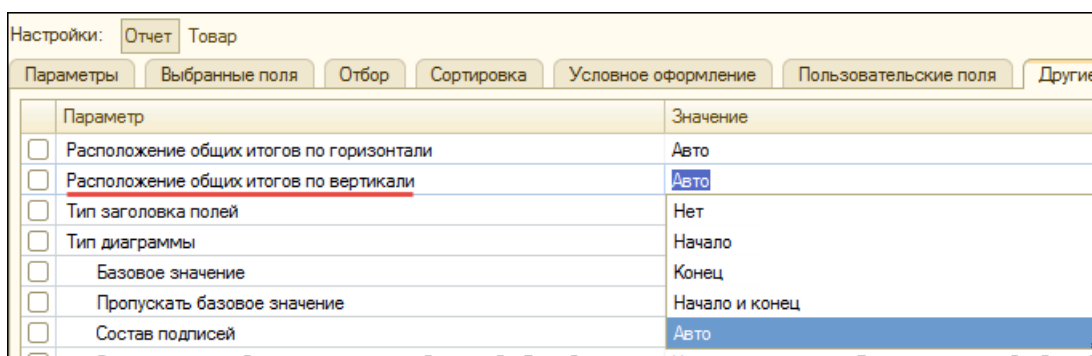 Настройки: Отчет Товар
Параметры Выбранные поля Отбор Сортировка Условное оформление Пользовательские поля Другие
Параметр Значение
Расположение общих итогов по горизонтали Авто
Расположение общих итогов по вертикали Авто
Тип заголовка полей Нет
Тип диаграммы Начало
Базовое значение Конец
Пропускать базовое значение Начало и конец
Состав подписей Авто